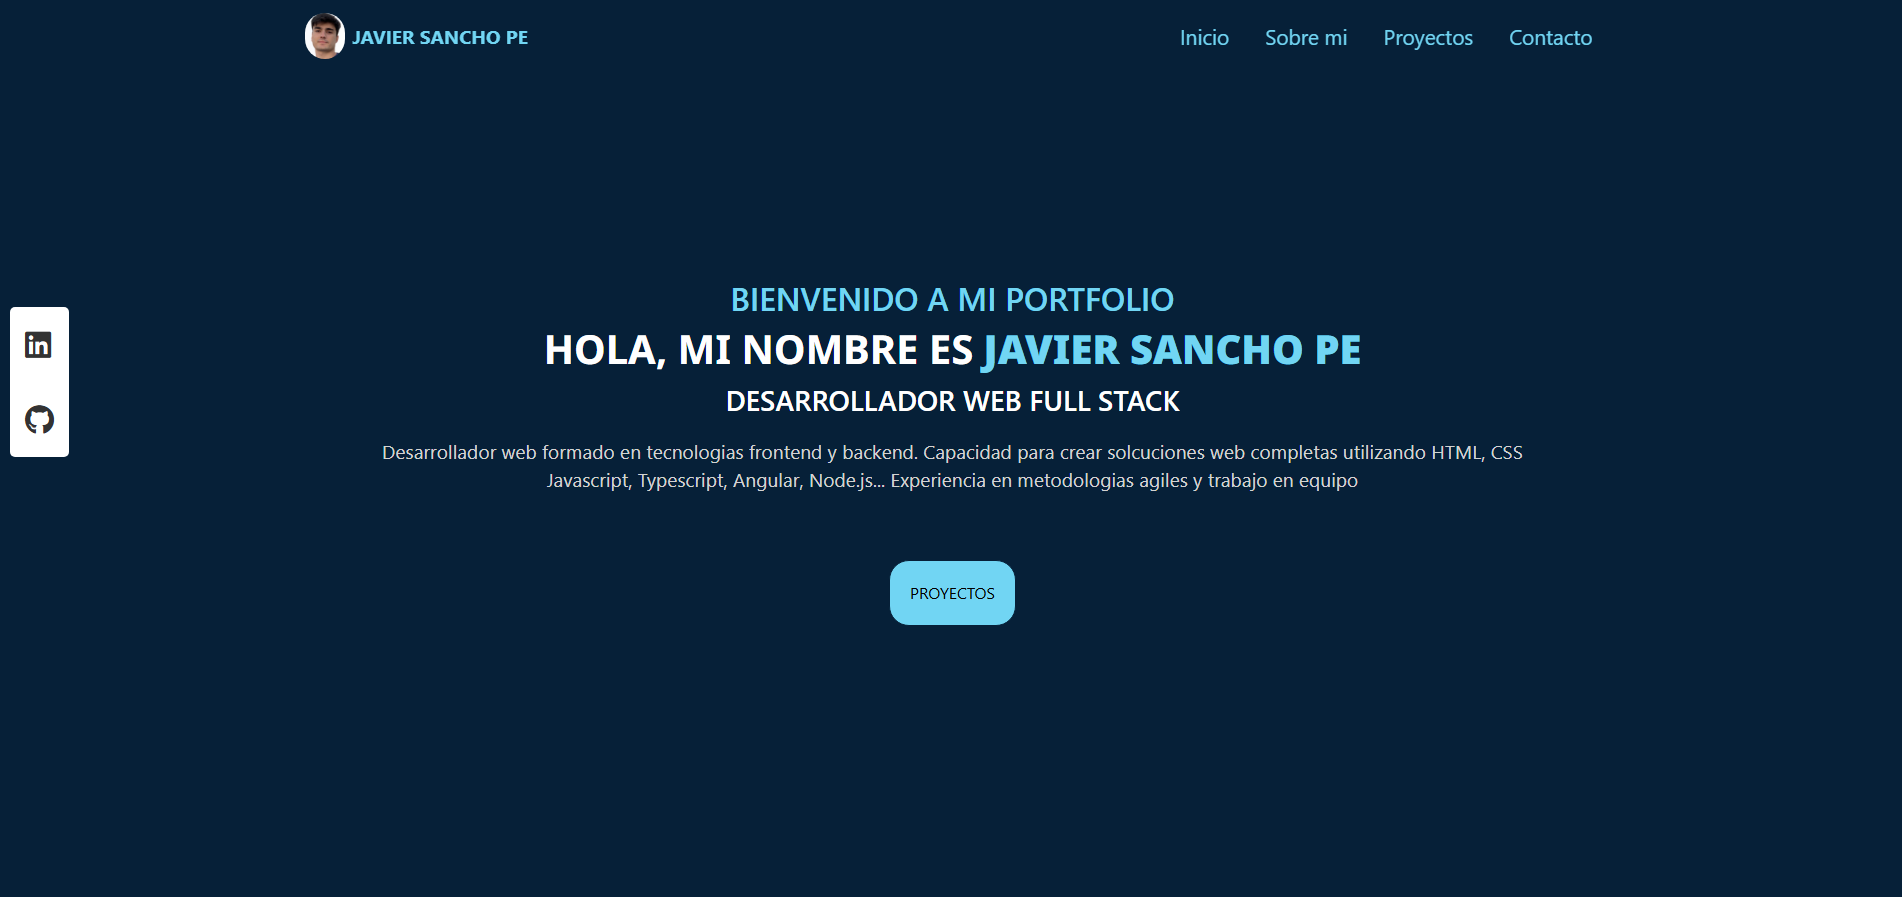 JAVIER SANCHO PE
Inicio Sobre mi Proyectos Contacto
BIENVENIDO A MI PORTFOLIO
HOLA, MI NOMBRE ES JAVIER SANCHO PE
DESARROLLADOR WEB FULL STACK
Desarrollador web formado en tecnologias frontend y backend. Capacidad para crear solcuciones web completas utilizando HTML, CSS
Javascript, Typescript, Angular, Node.js... Experiencia en metodologias agiles y trabajo en equipo
in
PROYECTOS